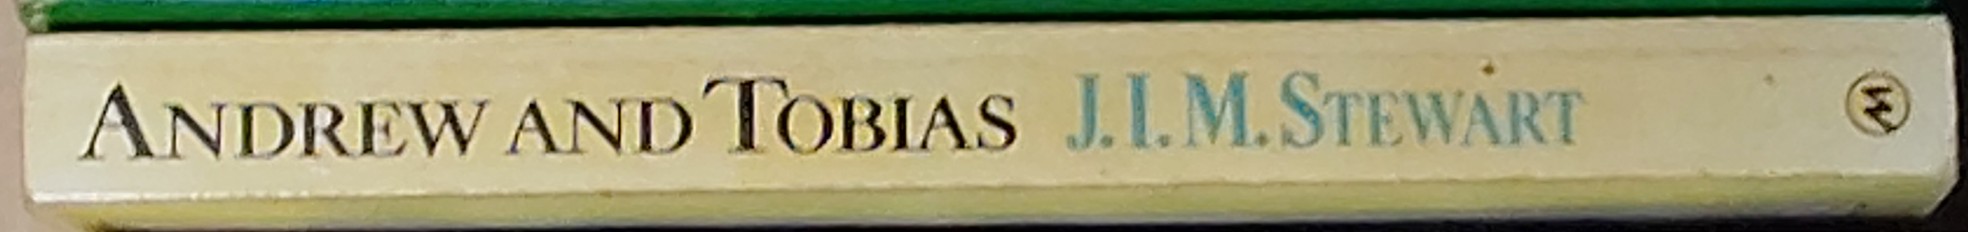 ANDREW AND TOBIAS J.I.M. STEWART